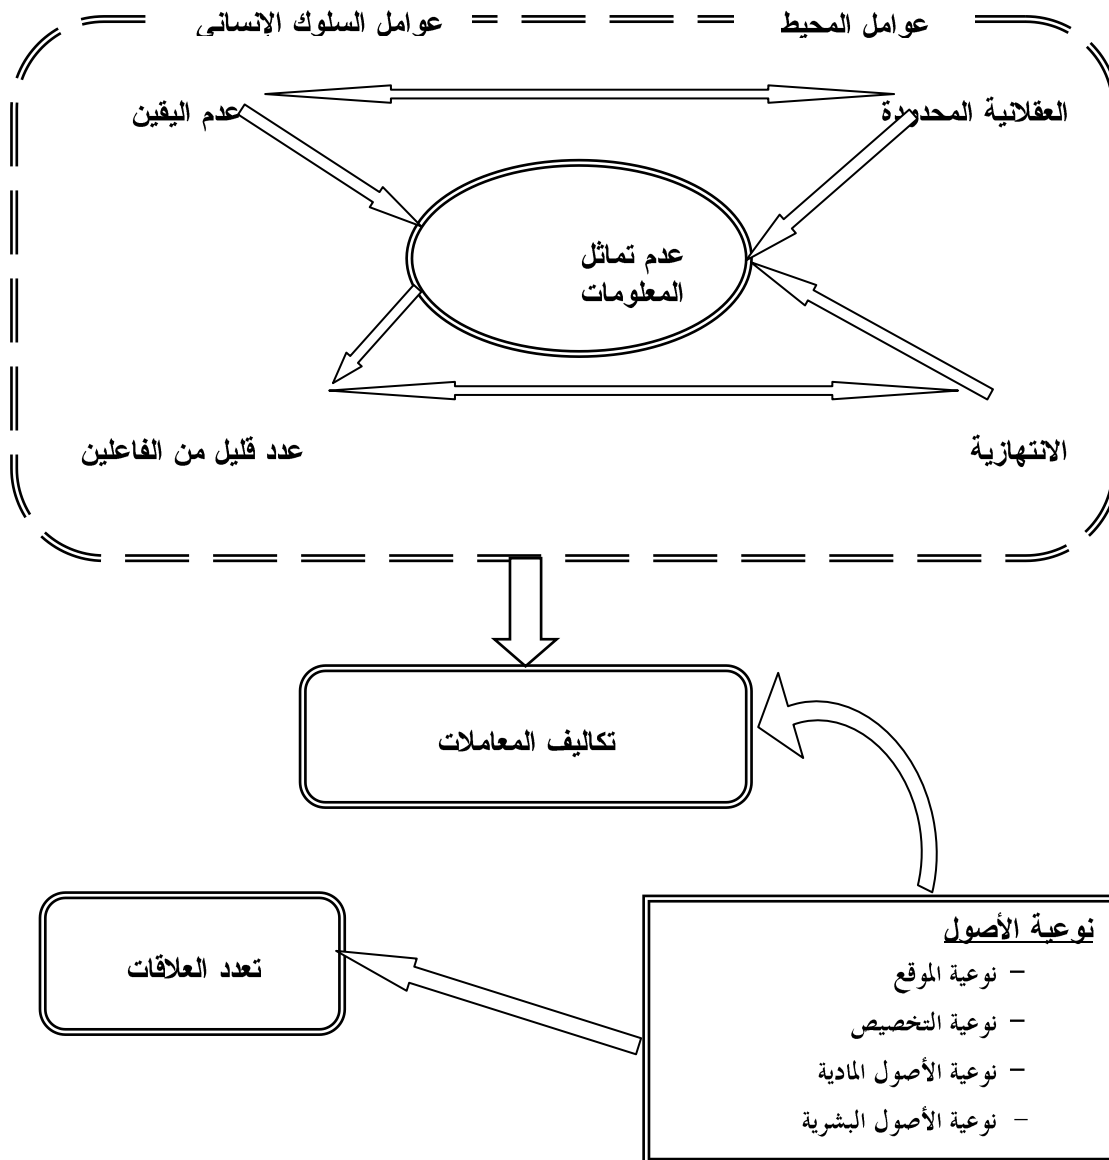 عوامل المحيط
عوامل السلوك الإنساني
العقلانية المحدودة
عدم اليقين
عدم تماثل
المعلومات
الانتهازية
عدد قليل من الفاعلين
تكاليف المعاملات
نوعية الأصول
– نوعية الموقع
– نوعية التخصيص
– نوعية الأصول المادية
– نوعية الأصول البشرية
تعدد العلاقات